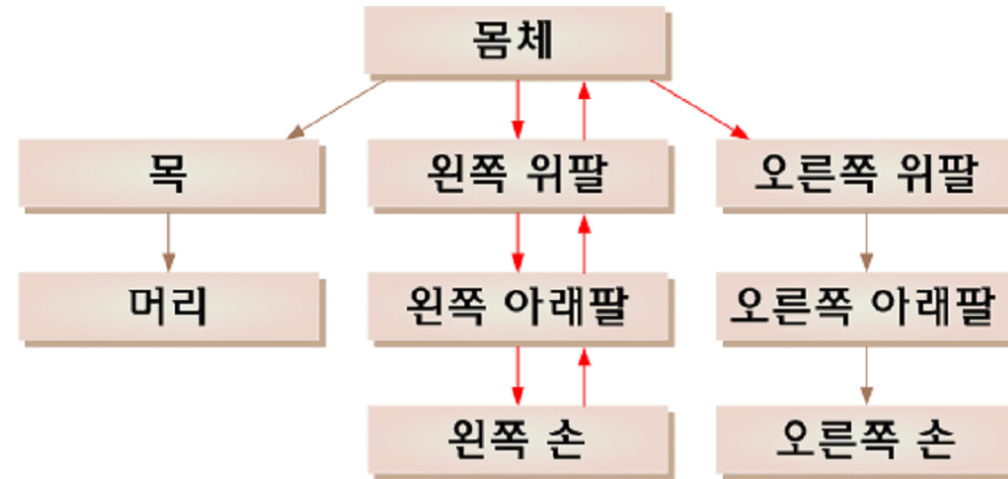 몸체
목
왼쪽 위팔
오른쪽 위팔
머리
왼쪽 아래팔
오른쪽 아래팔
왼쪽 손
오른쪽 손